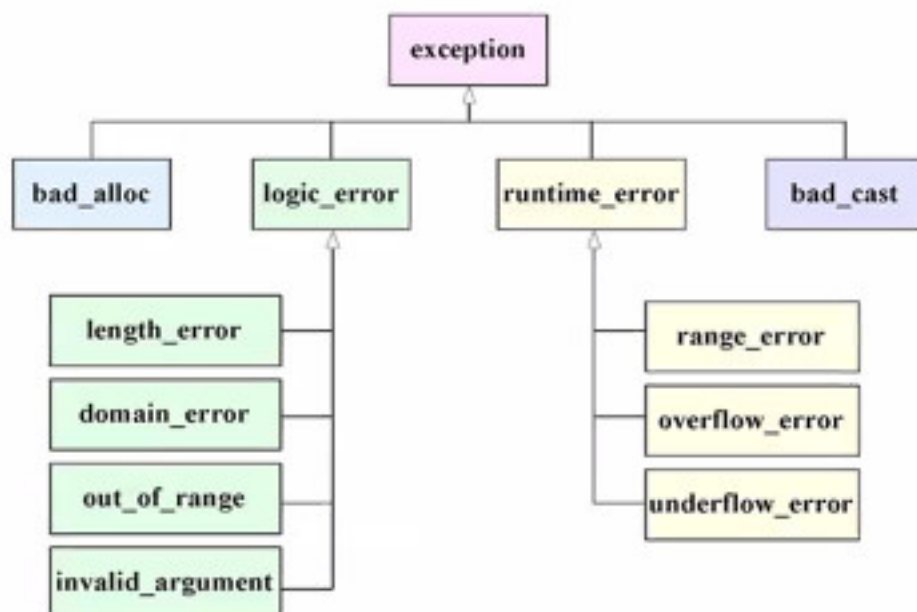 exception
bad_alloc
logic_error
runtime_error
bad_cast
length_error
domain_error
out_of_range
invalid_argument
range_error
overflow_error
underflow_error